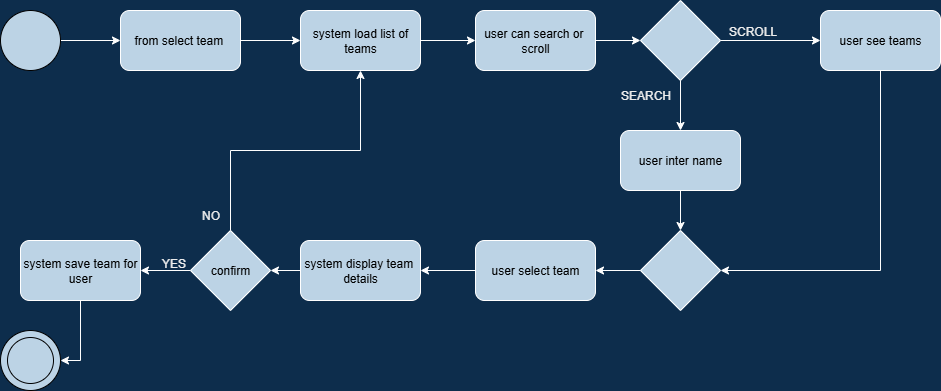 from select team
system load list of
teams
user can search or
scroll
SCROLL
user see teams
SEARCH
user inter name
NO
system save team for
user
YES
confirm
system display team
details
user select team